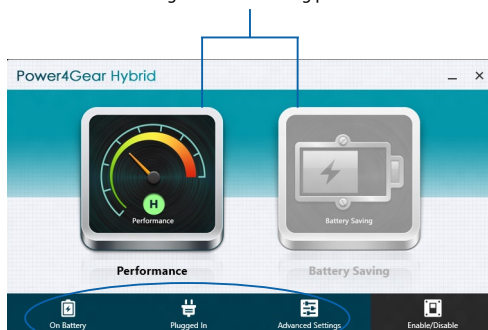 Power4Gear Hybrid
H
Performance
Battery Saving
Performance
Battery Saving
On Battery
Plugged In
Advanced Settings
Enable/Disable